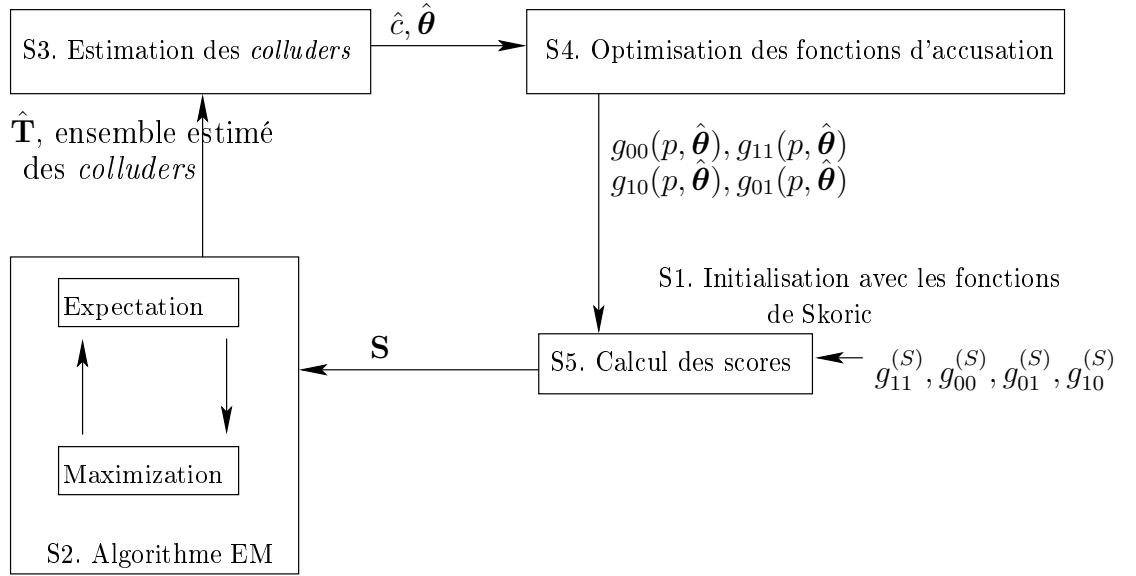 S3. Estimation des colluders
ĉ, θ̂
S4. Optimisation des fonctions d'accusation
T̂, ensemble estimé
des colluders
g₀₀(p, θ̂), g₁₁(p, θ̂)
g₁₀(p, θ̂), g₀₁(p, θ̂)
S1. Initialisation avec les fonctions
de Skoric
Expectation
S
S5. Calcul des scores
g₁₁^(S), g₀₀^(S), g₀₁^(S), g₁₀^(S)
Maximization
S2. Algorithme EM